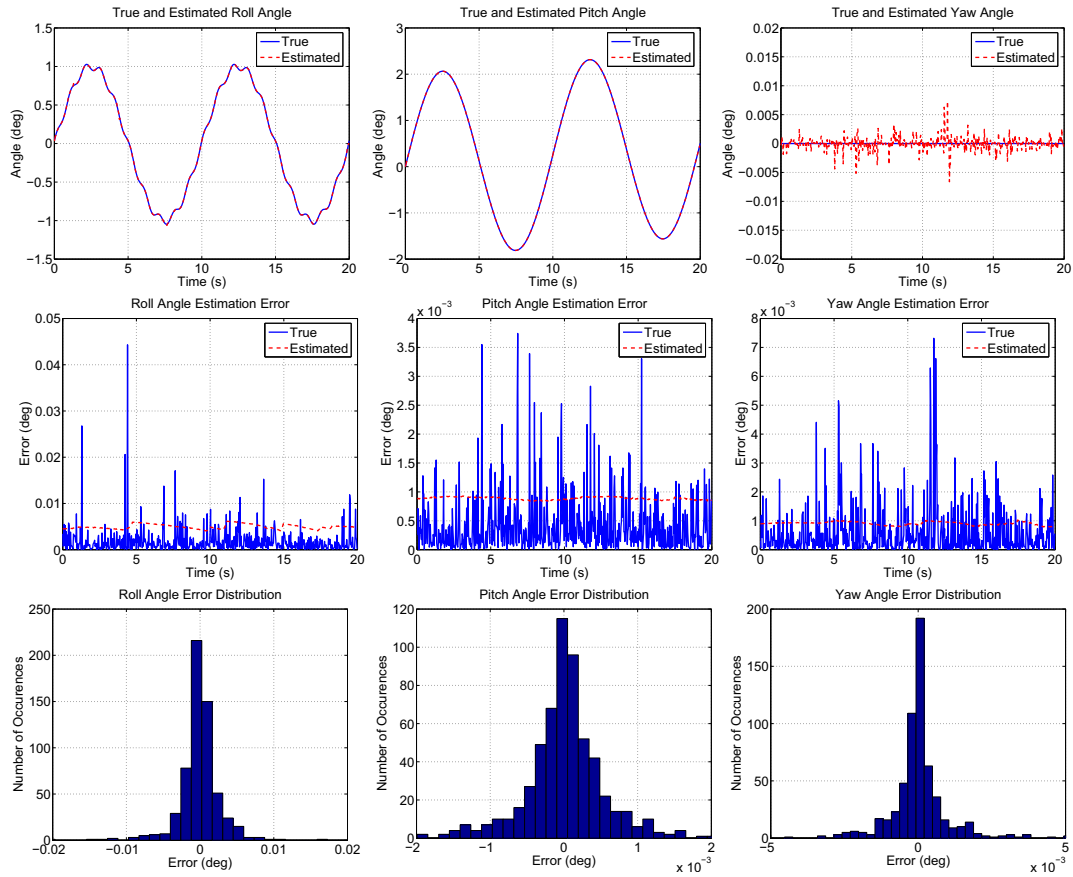 True and Estimated Roll Angle
1.5
1
0.5
0
−0.5
−1
−1.5
Angle (deg)
0 5 10 15 20
Time (s)
True
Estimated
True and Estimated Pitch Angle
3
2
1
0
−1
−2
Angle (deg)
0 5 10 15 20
Time (s)
True
Estimated
True and Estimated Yaw Angle
0.02
0.015
0.01
0.005
0
−0.005
−0.01
−0.015
−0.02
Angle (deg)
0 5 10 15 20
Time (s)
True
Estimated
Roll Angle Estimation Error
0.05
0.04
0.03
0.02
0.01
0
Error (deg)
0 5 10 15 20
Time (s)
True
Estimated
Pitch Angle Estimation Error
x 10⁻³
4
3.5
3
2.5
2
1.5
1
0.5
0
Error (deg)
0 5 10 15 20
Time (s)
True
Estimated
Yaw Angle Estimation Error
x 10⁻³
8
7
6
5
4
3
2
1
0
Error (deg)
0 5 10 15 20
Time (s)
True
Estimated
Roll Angle Error Distribution
250
200
150
100
50
0
Number of Occurences
−0.02 −0.01 0 0.01 0.02
Error (deg)
Pitch Angle Error Distribution
120
100
80
60
40
20
0
Number of Occurences
−2 −1 0 1 2
Error (deg)
x 10⁻³
Yaw Angle Error Distribution
200
150
100
50
0
Number of Occurences
−5 0 5
Error (deg)
x 10⁻³